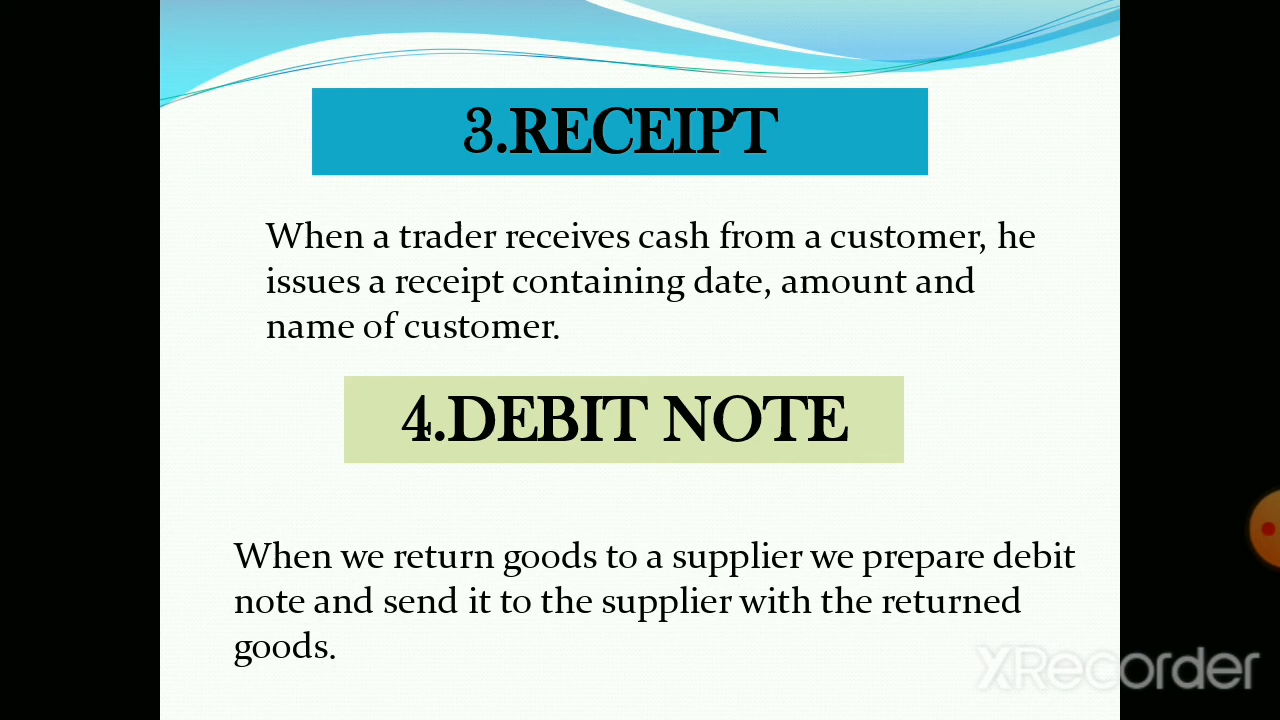 3.RECEIPT
When a trader receives cash from a customer, he
issues a receipt containing date, amount and
name of customer.
4.DEBIT NOTE
When we return goods to a supplier we prepare debit
note and send it to the supplier with the returned
goods.
XRecorder